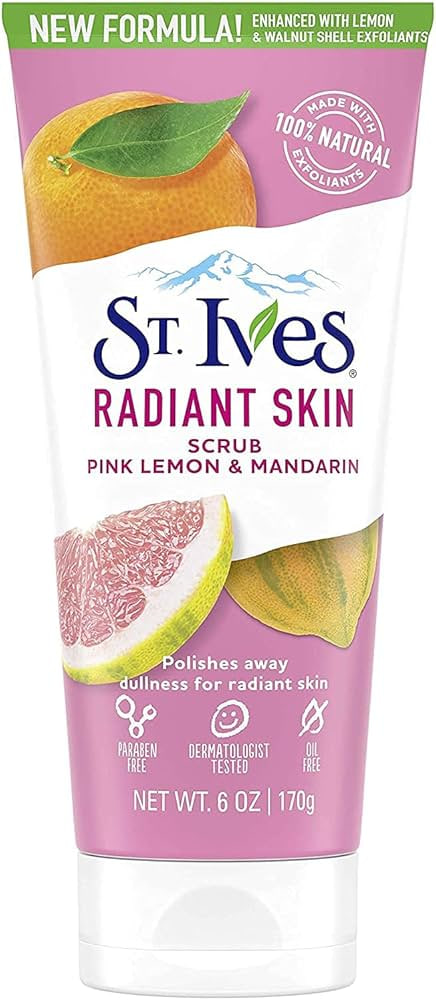 NEW FORMULA! ENHANCED WITH LEMON
& WALNUT SHELL EXFOLIANTS
MADE WITH
100% NATURAL
EXFOLIANTS
ST. IVES®
RADIANT SKIN
SCRUB
PINK LEMON & MANDARIN
Polishes away
dullness for radiant skin
PARABEN
FREE
DERMATOLOGIST
TESTED
OIL
FREE
NET WT. 6 OZ | 170g